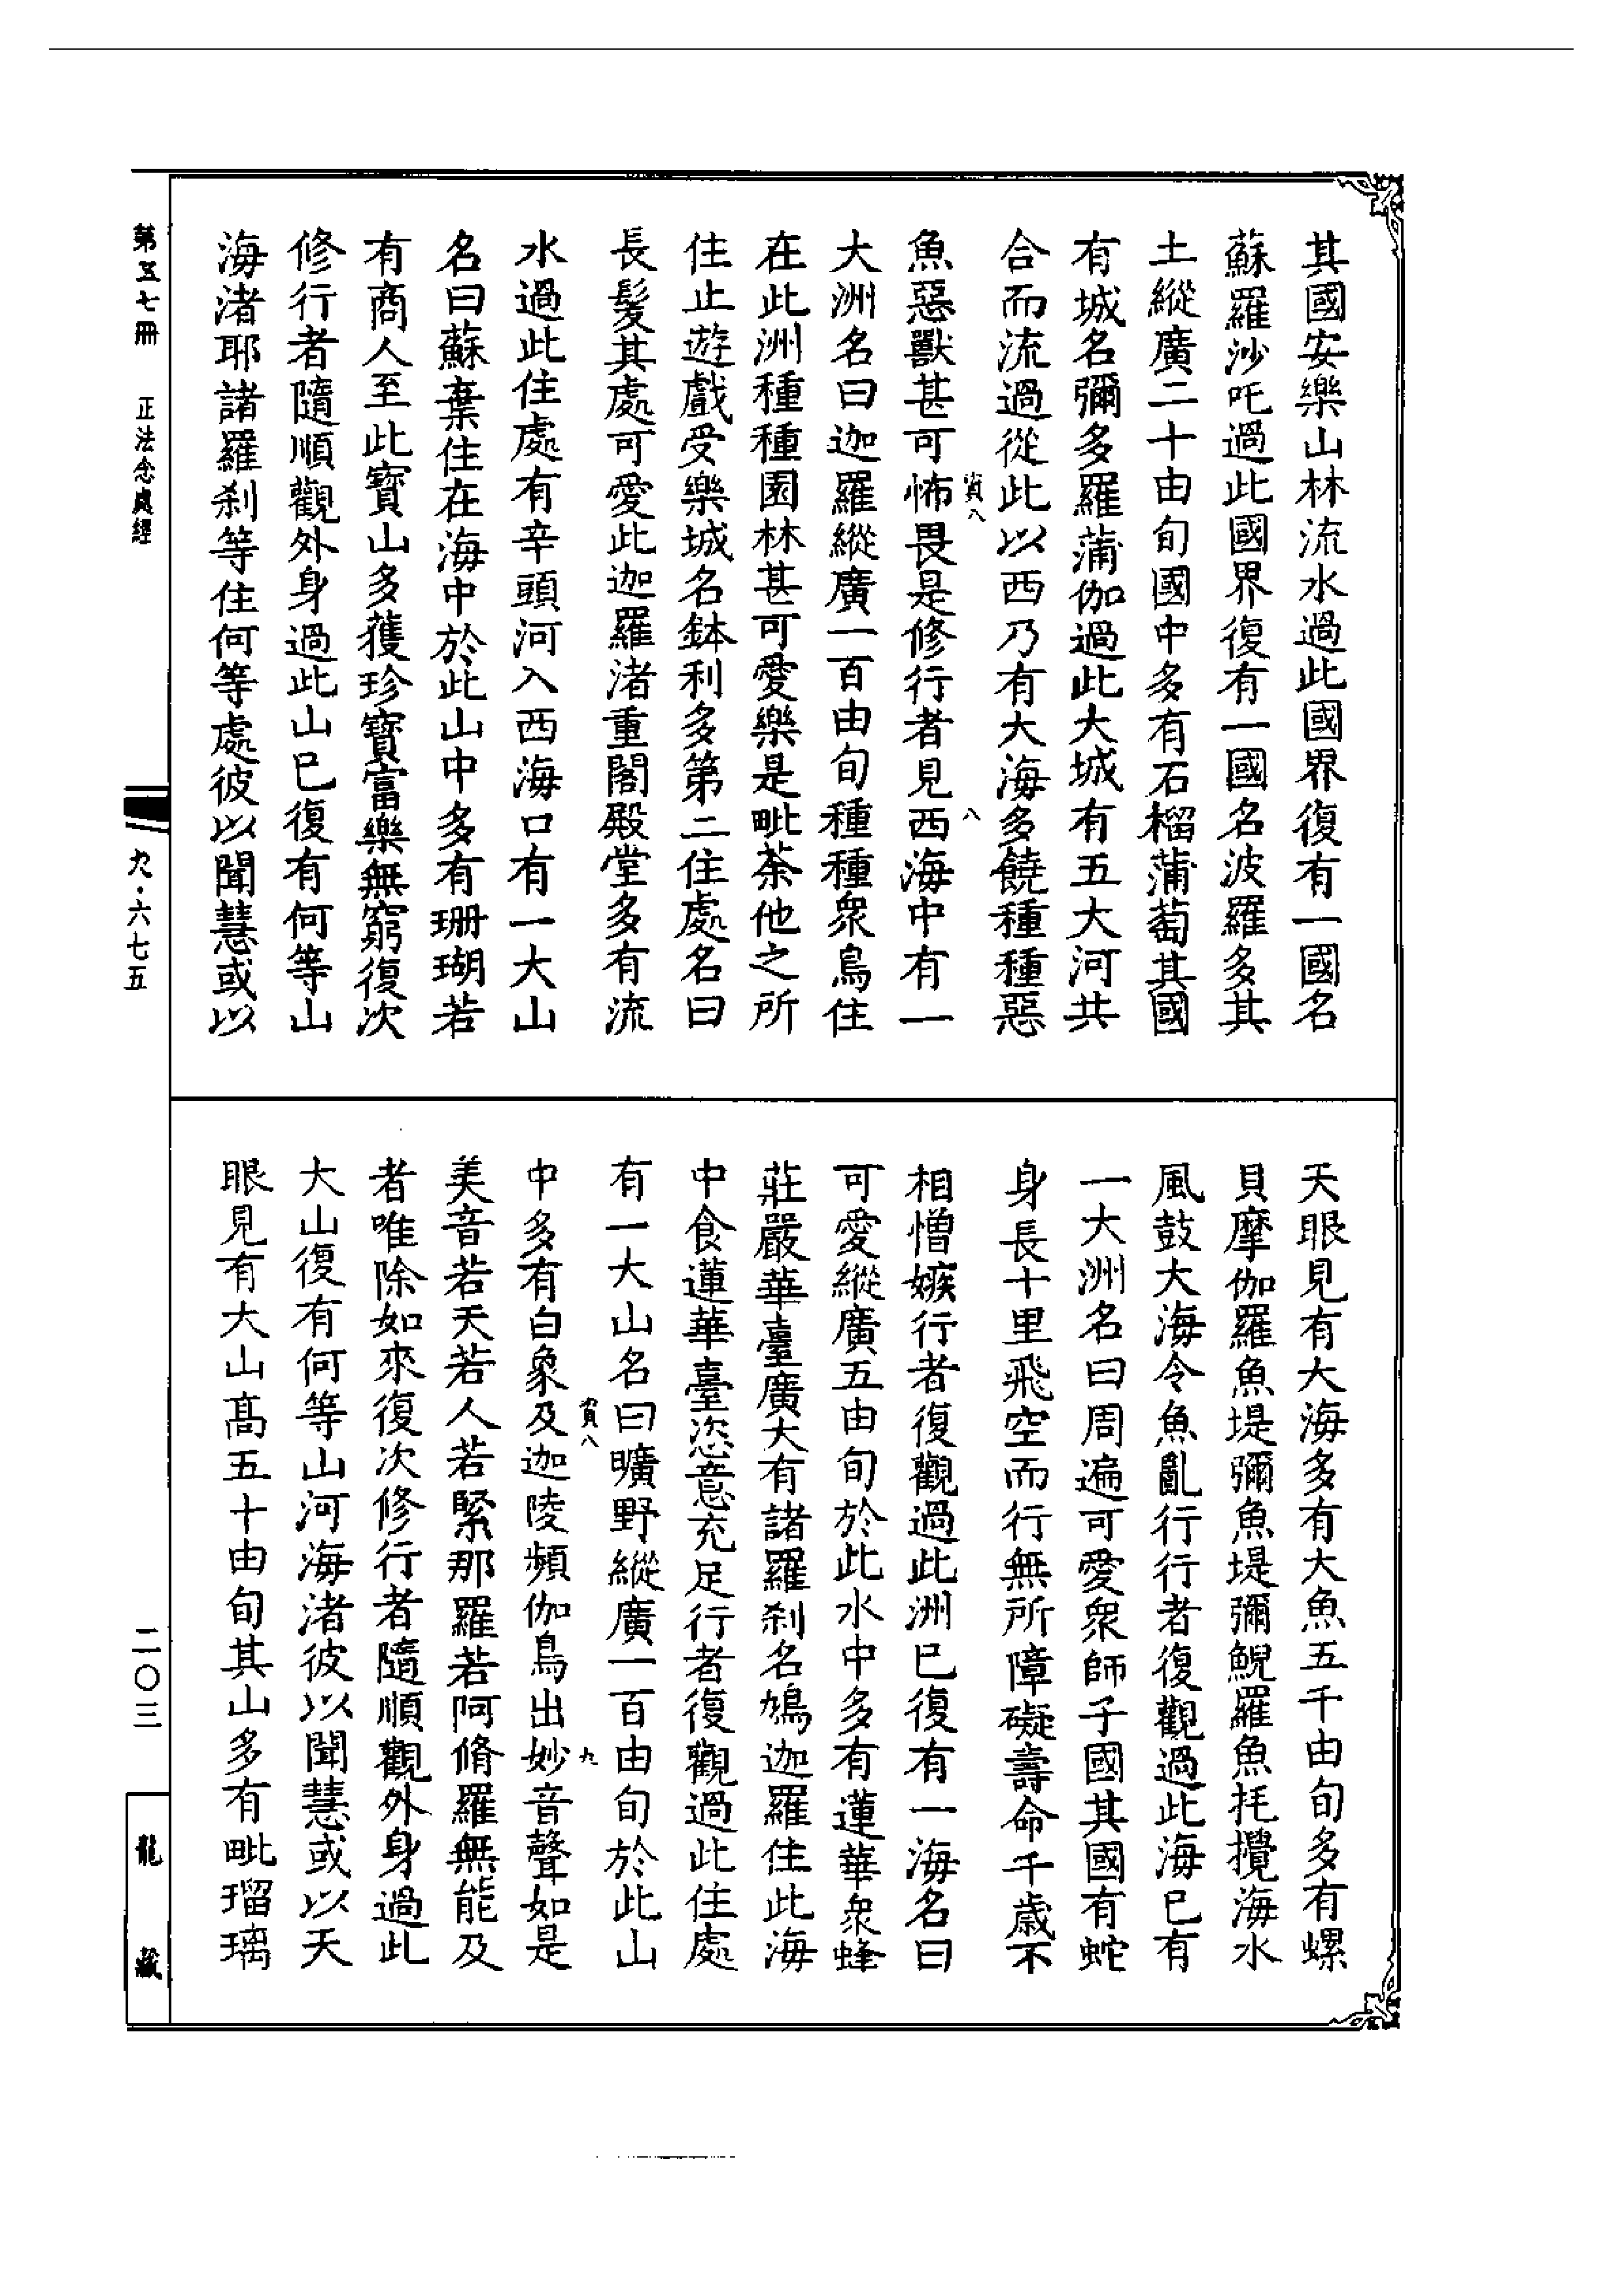 其國安樂山林流水過此國界復有一國名
蘇羅沙吒過此國界復有一國名波羅多其
土縱廣二十由旬國中多有石榴蒲萄其國
有城名彌多羅蒲伽過此大城有五大河共
合而流過從此以西乃有大海多饒種種惡
魚惡獸甚可怖畏是修行者見西海中有一
大洲名曰迦羅縱廣一百由旬種種眾鳥住
在此洲種種園林甚可愛樂是毗荼他之所
住止遊戲受樂城名鉢利多第二住處名曰
長髮其處可愛此迦羅渚重閣殿堂多有流
水過此住處有辛頭河入西海口有一大山
名曰蘇棄住在海中於此山中多有珊瑚若
有商人至此寶山多獲珍寶富樂無窮復次
修行者隨順觀外身過此山已復有何等山
海渚耶諸羅剎等住何等處彼以聞慧或以
天眼見有大海多有大魚五千由旬多有螺
貝摩伽羅魚堤彌魚堤彌鯢羅魚扥攪海水
風鼓大海令魚亂行行者復觀過此海已有
一大洲名曰周遍可愛眾師子國其國有蛇
身長十里飛空而行無所障礙壽命千歲不
相憎嫉行者復觀過此洲已復有一海名曰
可愛縱廣五由旬於此水中多有蓮華眾蜂
莊嚴華臺廣大有諸羅剎名鳩迦羅住此海
中食蓮華臺恣意充足行者復觀過此住處
有一大山名曰曠野縱廣一百由旬於此山
中多有白象及迦陵頻伽鳥出妙音聲如是
美音若天若人若緊那羅若阿脩羅無能及
者唯除如來復次修行者隨順觀外身過此
大山復有何等山河海渚彼以聞慧或以天
眼見有大山高五十由旬其山多有毗瑠璃
資八
八
資八
九
第五七冊 正法念處經
九·六七五
二〇三
龍藏